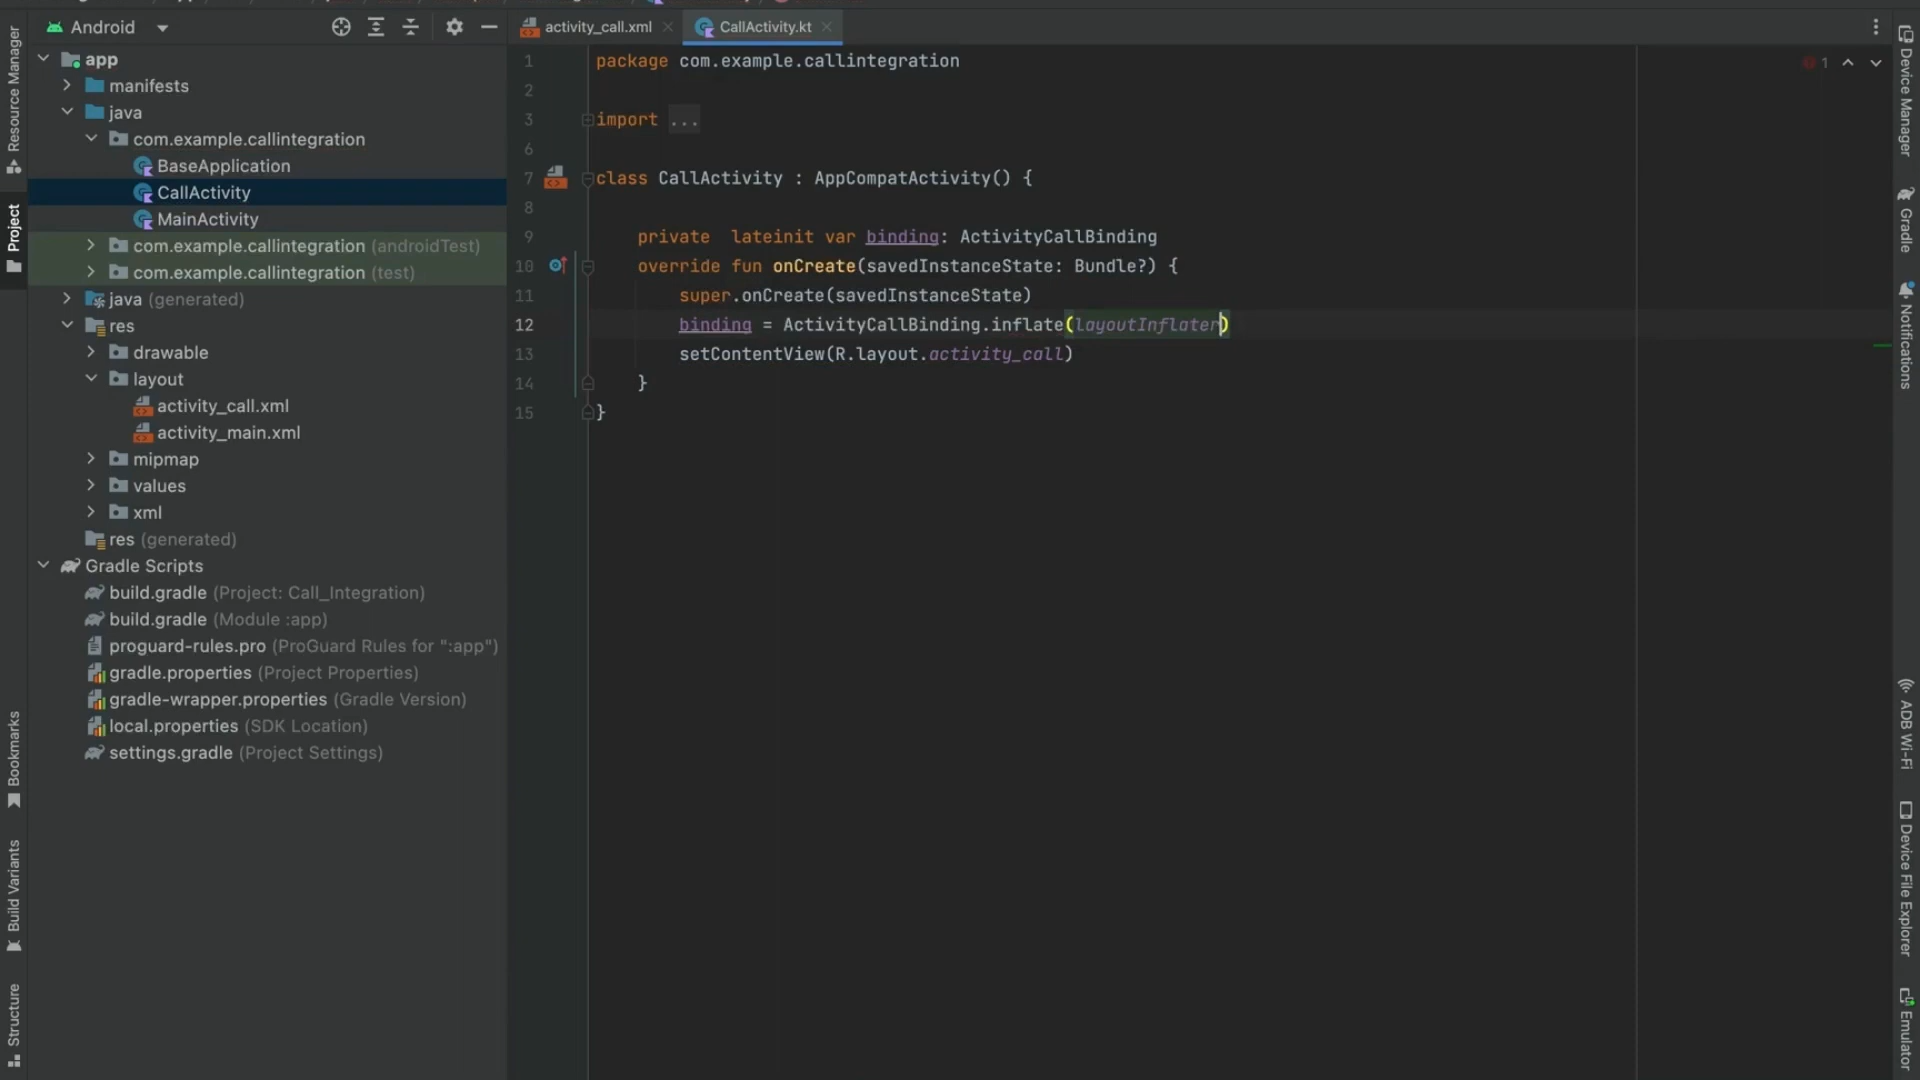 Android
activity_call.xml
CallActivity.kt
Resource Manager
Project
Bookmarks
Build Variants
Structure
app
manifests
java
com.example.callintegration
BaseApplication
CallActivity
MainActivity
com.example.callintegration (androidTest)
com.example.callintegration (test)
java (generated)
res
drawable
layout
activity_call.xml
activity_main.xml
mipmap
values
xml
res (generated)
Gradle Scripts
build.gradle (Project: Call_Integration)
build.gradle (Module :app)
proguard-rules.pro (ProGuard Rules for ":app")
gradle.properties (Project Properties)
gradle-wrapper.properties (Gradle Version)
local.properties (SDK Location)
settings.gradle (Project Settings)
1 package com.example.callintegration
2
3 import ...
6
7 class CallActivity : AppCompatActivity() {
8
9 private lateinit var binding: ActivityCallBinding
10 override fun onCreate(savedInstanceState: Bundle?) {
11 super.onCreate(savedInstanceState)
12 binding = ActivityCallBinding.inflate(layoutInflater)
13 setContentView(R.layout.activity_call)
14 }
15 }
1
Device Manager
Gradle
Notifications
ADB Wi-Fi
Device File Explorer
Emulator